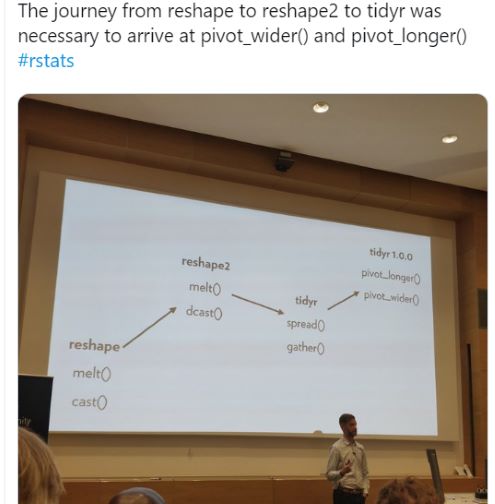 The journey from reshape to reshape2 to tidyr was
necessary to arrive at pivot_wider() and pivot_longer()
#rstats
reshape
melt()
cast()
reshape2
melt()
dcast()
tidyr
spread()
gather()
tidyr 1.0.0
pivot_longer()
pivot_wider()